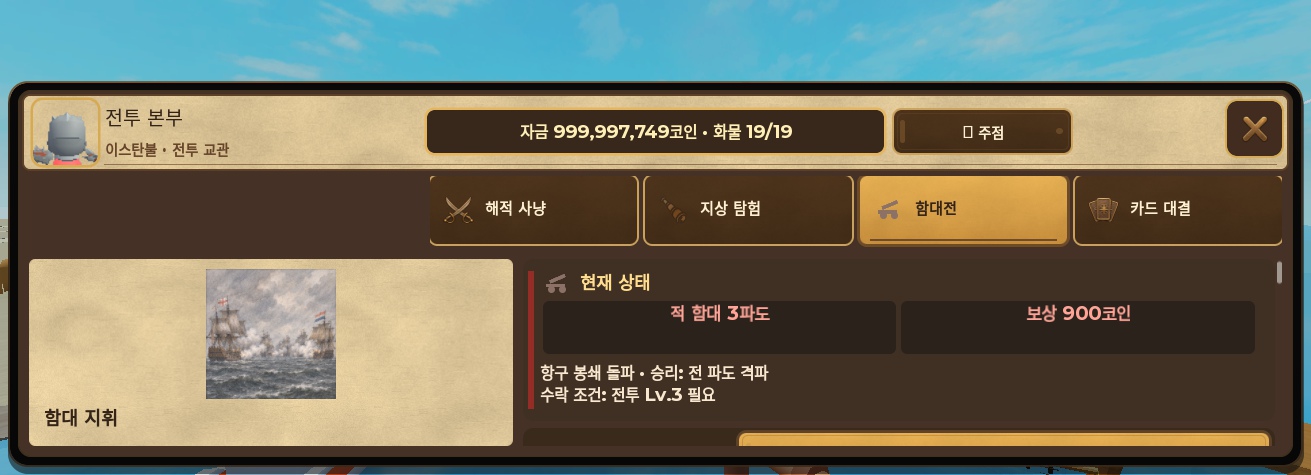 전투 본부
이스탄불 • 전투 교관
자금 999,997,749코인 • 화물 19/19
주점
해적 사냥
지상 탐험
함대전
카드 대결
함대 지휘
현재 상태
적 함대 3파도
보상 900코인
항구 봉쇄 돌파 • 승리: 전 파도 격파
수락 조건: 전투 Lv.3 필요